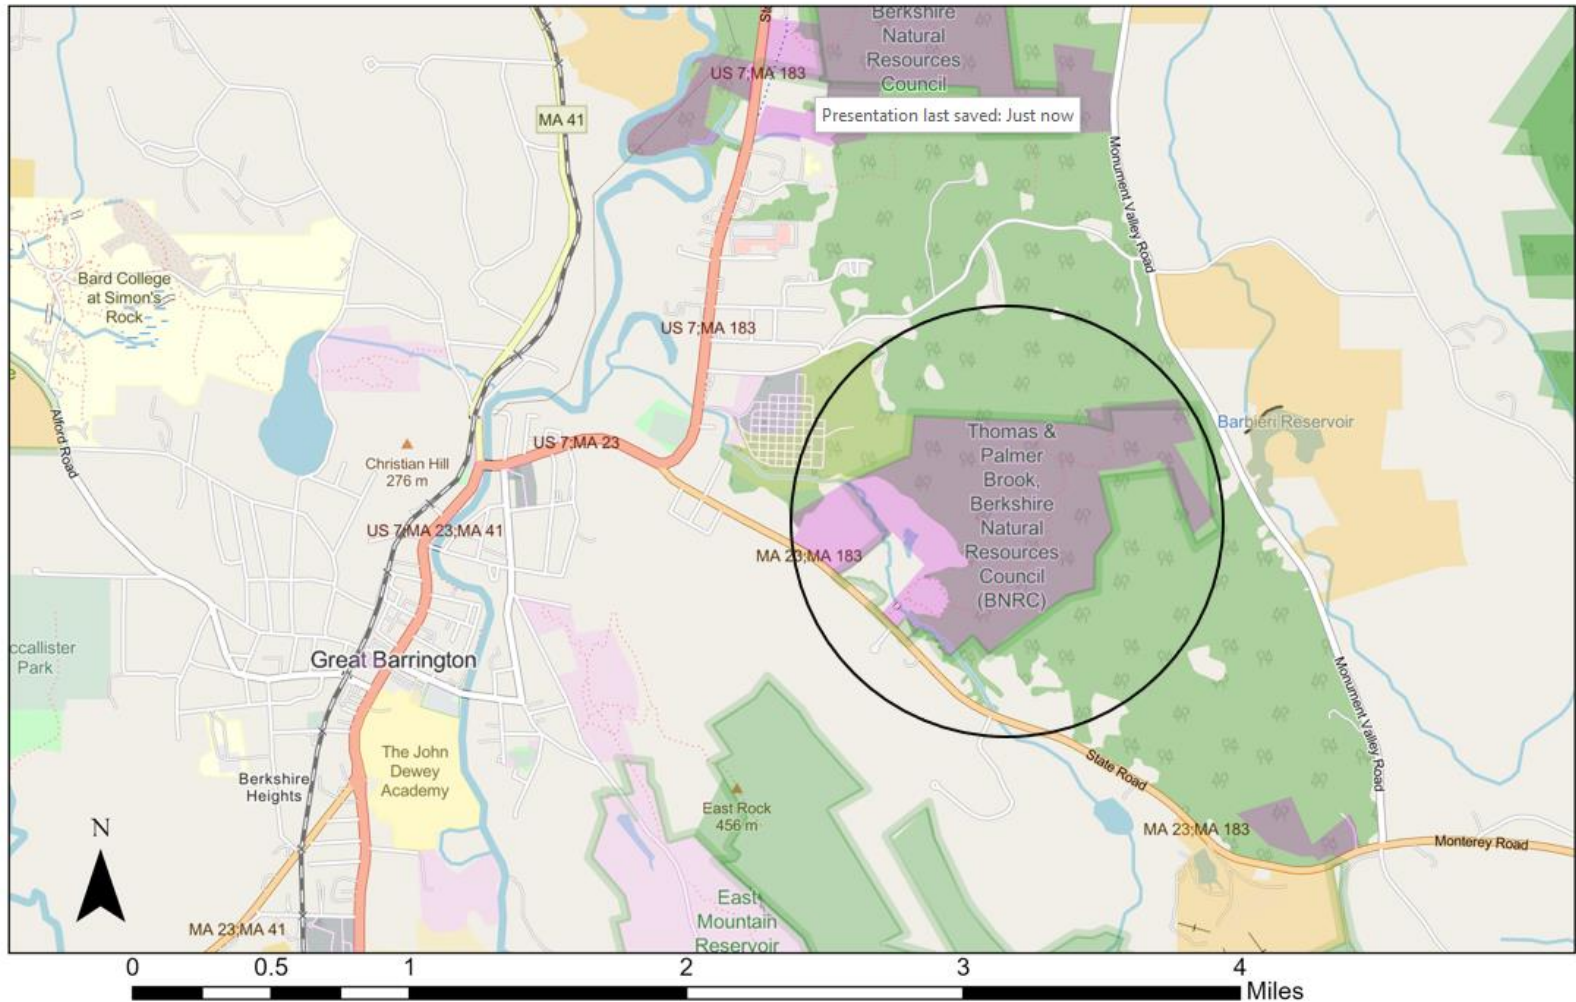 Berkshire
Natural
Resources
Council
US 7;MA 183
Presentation last saved: Just now
MA 41
Monument Valley Road
Bard College
at Simon's
Rock
US 7;MA 183
Alford Road
Christian Hill
276 m
US 7;MA 23
Thomas &
Palmer
Brook,
Berkshire
Natural
Resources
Council
(BNRC)
Barbieri Reservoir
US 7;MA 23;MA 41
MA 23;MA 183
Great Barrington
Park
The John
Dewey
Academy
Berkshire
Heights
East Rock
456 m
State Road
Monument Valley Road
MA 23;MA 183
Monterey Road
N
MA 23;MA 41
East
Mountain
Reservoir
0 0.5 1 2 3 4
Miles